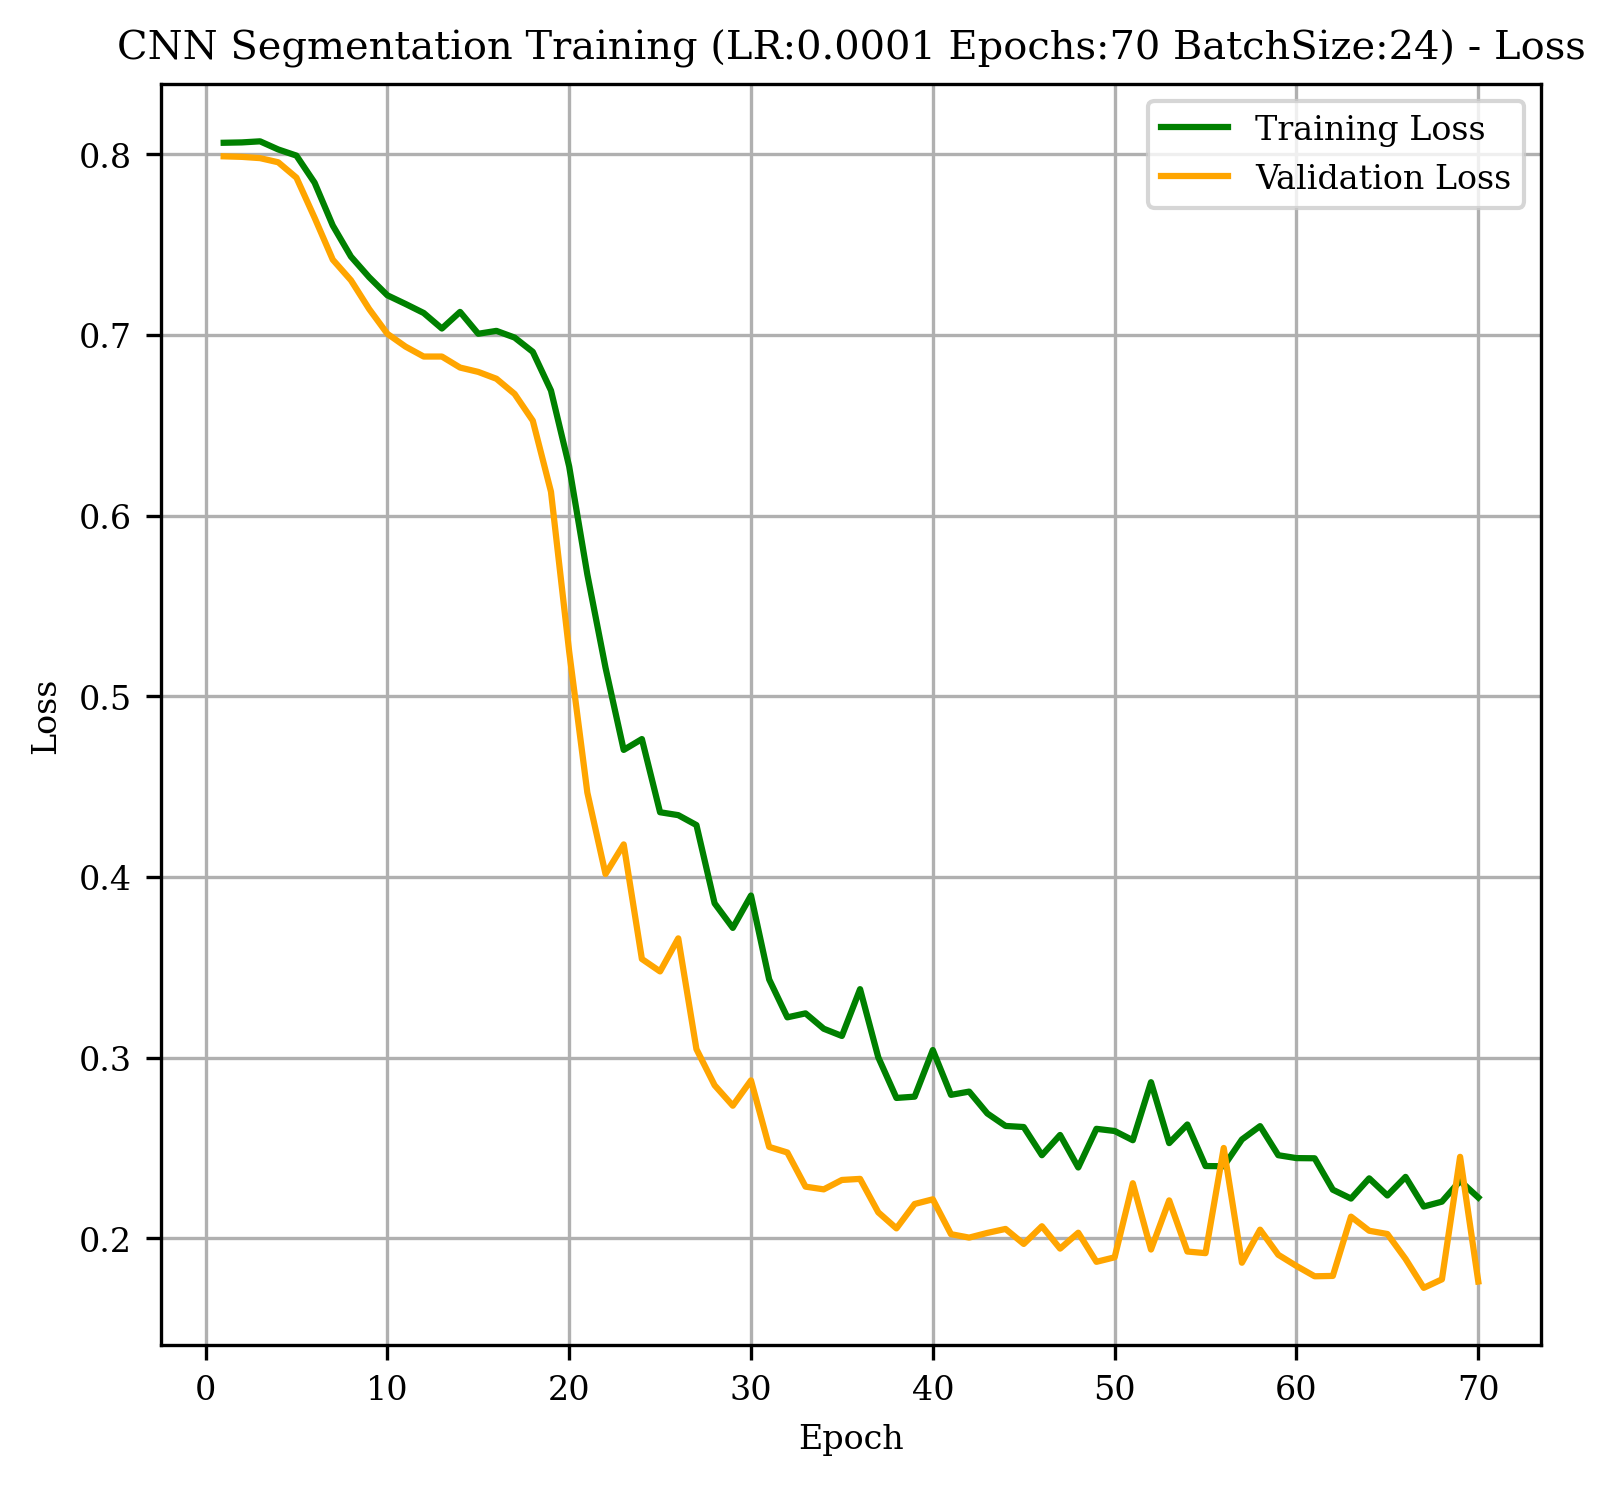 CNN Segmentation Training (LR:0.0001 Epochs:70 BatchSize:24) - Loss
Training Loss
Validation Loss
0.8
0.7
0.6
0.5
0.4
0.3
0.2
Loss
0 10 20 30 40 50 60 70
Epoch